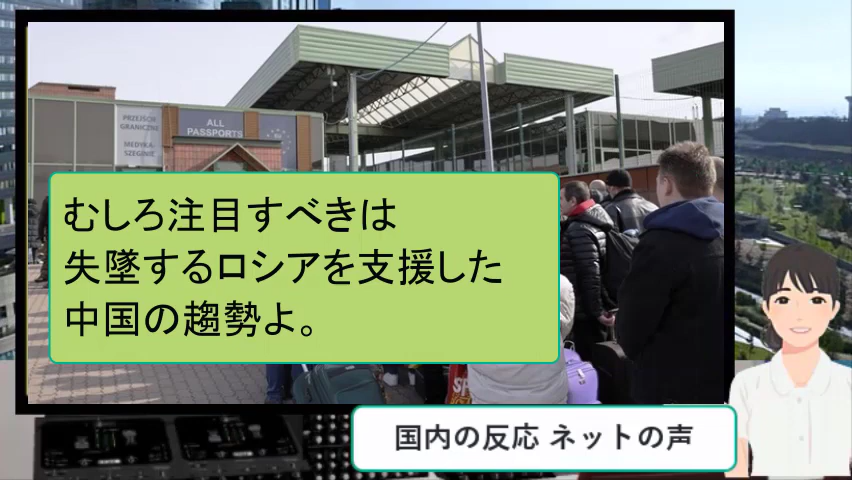 PRZEJŚCIE
GRANICZNE
MEDYKA-
SZEGINIE
ALL
PASSPORTS
むしろ注目すべきは
失墜するロシアを支援した
中国の趨勢よ。
SP
国内の反応 ネットの声